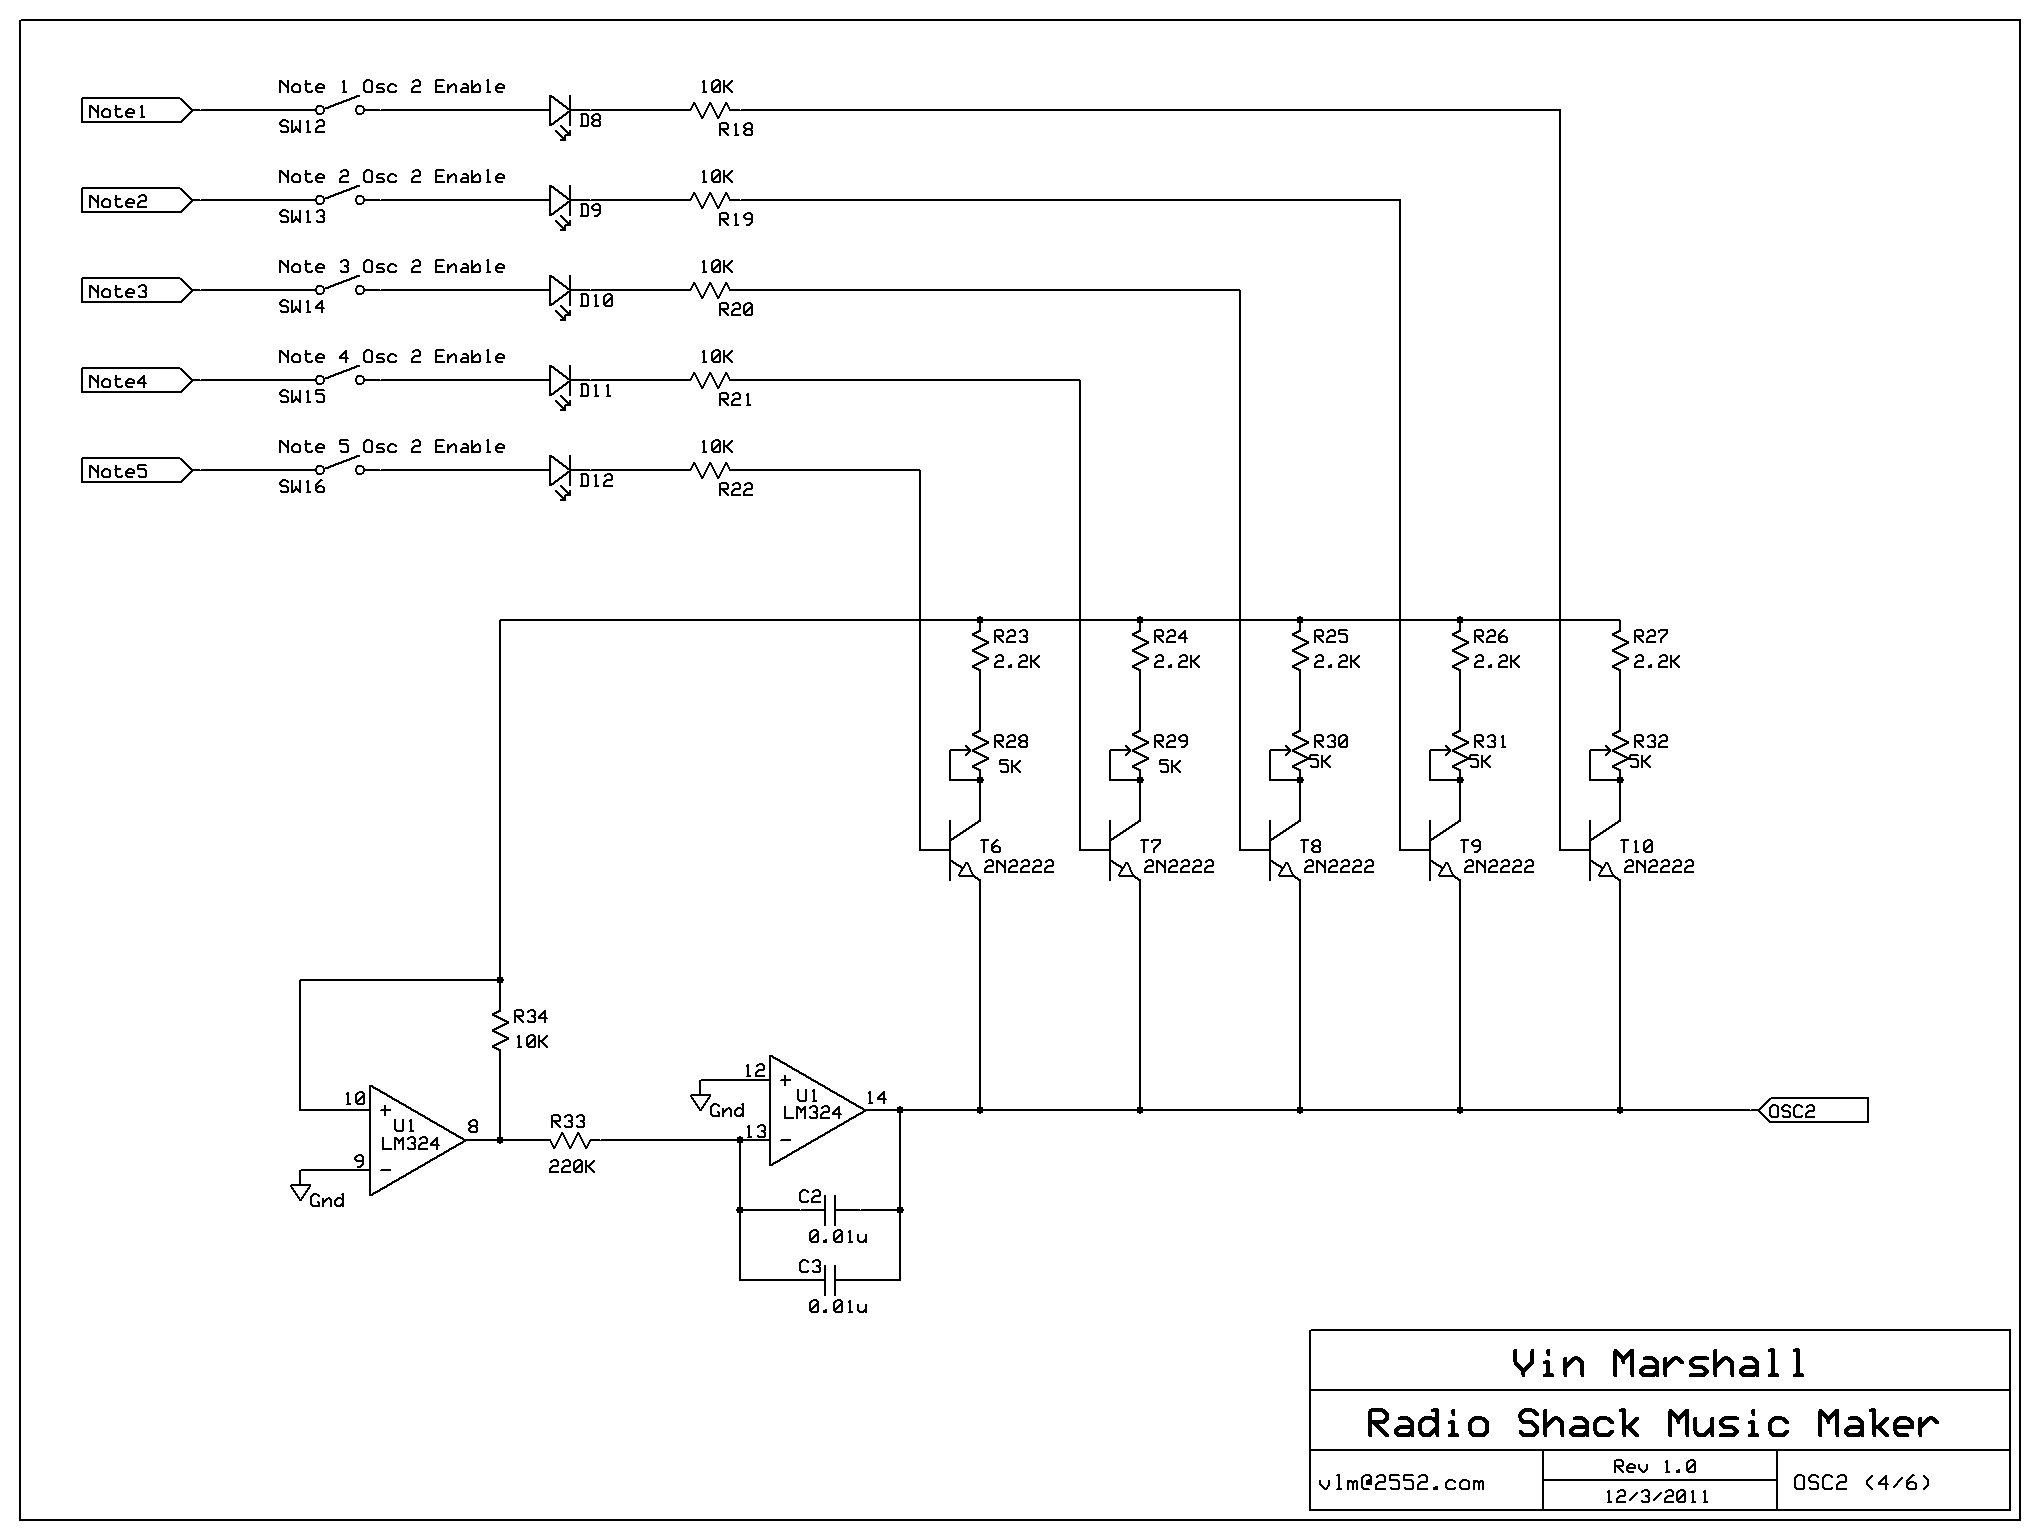 Note 1 Osc 2 Enable
10K
Note1
SW12
D8
R18
Note 2 Osc 2 Enable
10K
Note2
SW13
D9
R19
Note 3 Osc 2 Enable
10K
Note3
SW14
D10
R20
Note 4 Osc 2 Enable
10K
Note4
SW15
D11
R21
Note 5 Osc 2 Enable
10K
Note5
SW16
D12
R22
R23
2.2K
R24
2.2K
R25
2.2K
R26
2.2K
R27
2.2K
R28
5K
R29
5K
R30
5K
R31
5K
R32
5K
T6
2N2222
T7
2N2222
T8
2N2222
T9
2N2222
T10
2N2222
R34
10K
10
+
U1
LM324
8
9
-
Gnd
R33
220K
12
+
U1
LM324
14
Gnd
13
-
OSC2
C2
0.01u
C3
0.01u
Vin Marshall
Radio Shack Music Maker
vlm@2552.com
Rev 1.0
12/3/2011
OSC2 (4/6)